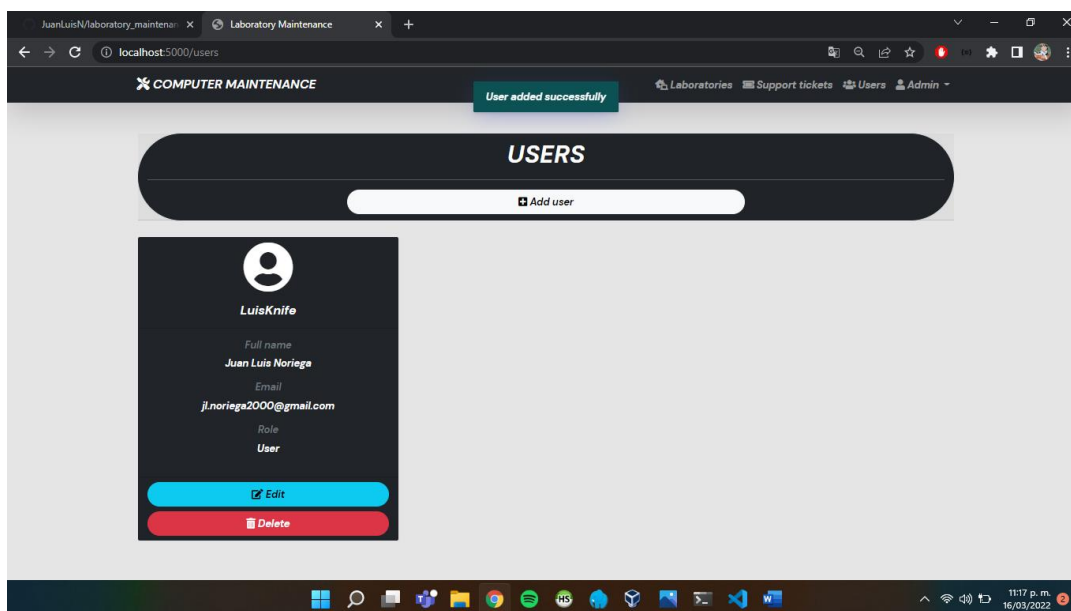 JuanLuisN/laboratory_maintenan
Laboratory Maintenance
localhost:5000/users
COMPUTER MAINTENANCE
User added successfully
Laboratories Support tickets Users Admin
USERS
Add user
LuisKnife
Full name
Juan Luis Noriega
Email
jl.noriega2000@gmail.com
Role
User
Edit
Delete
HS
11:17 p. m.
16/03/2022
2